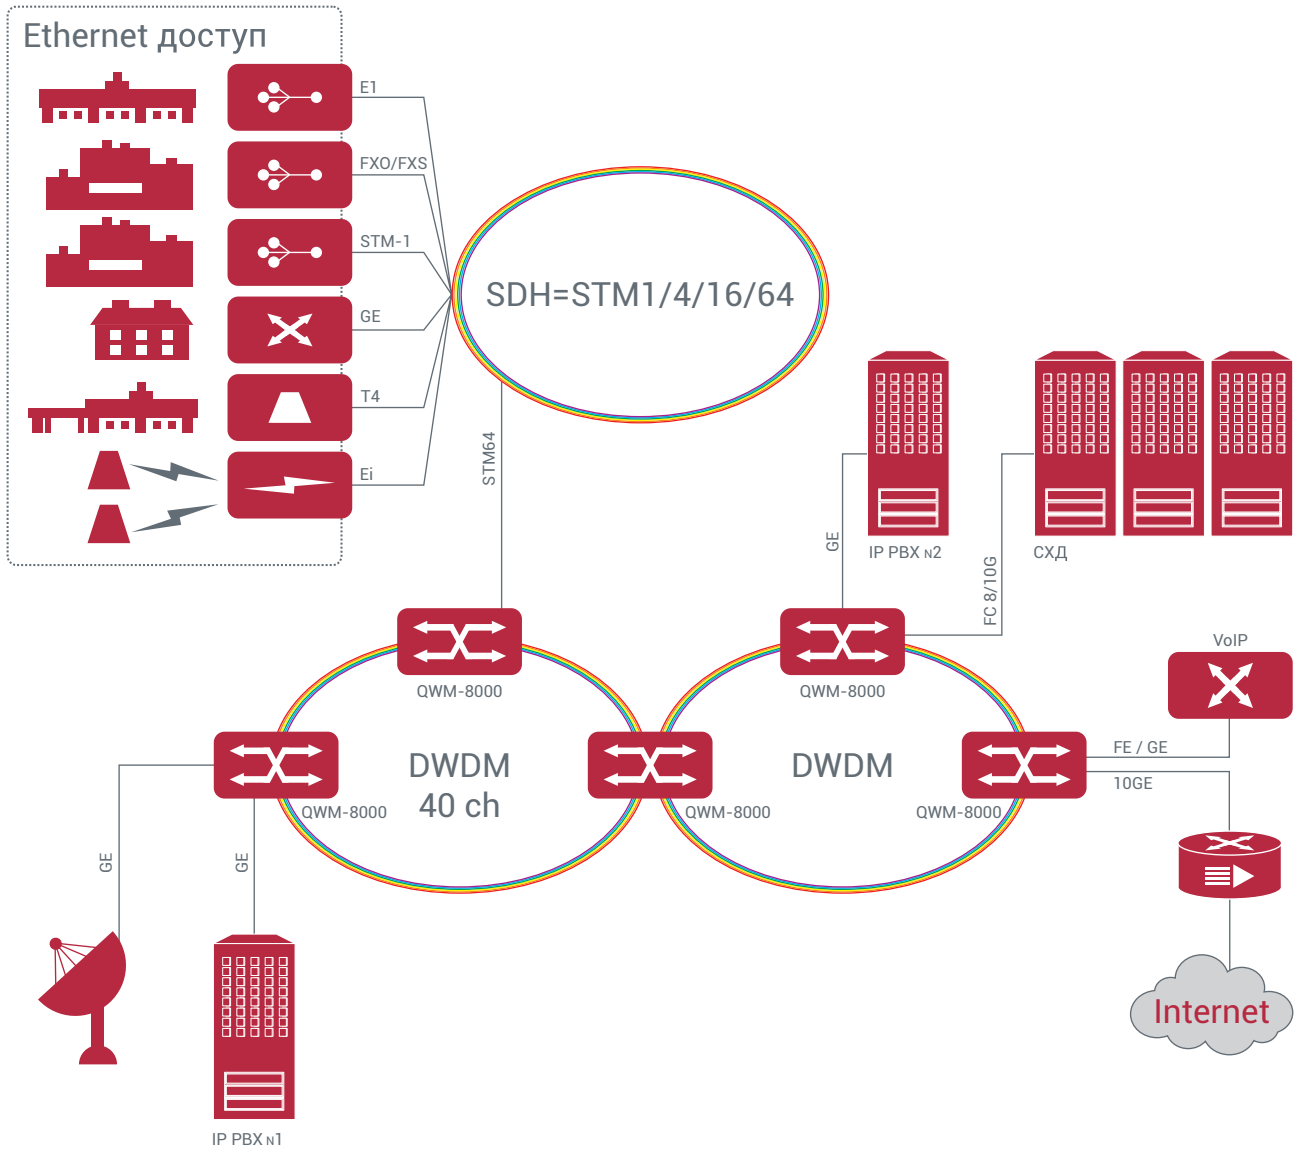 Ethernet доступ
E1
FXO/FXS
STM-1
GE
T4
Ei
SDH=STM1/4/16/64
STM64
GE
IP PBX N2
FC 8/10G
СХД
QWM-8000
QWM-8000
VoIP
DWDM
40 ch
DWDM
FE / GE
10GE
QWM-8000
QWM-8000
QWM-8000
GE
GE
Internet
IP PBX N1